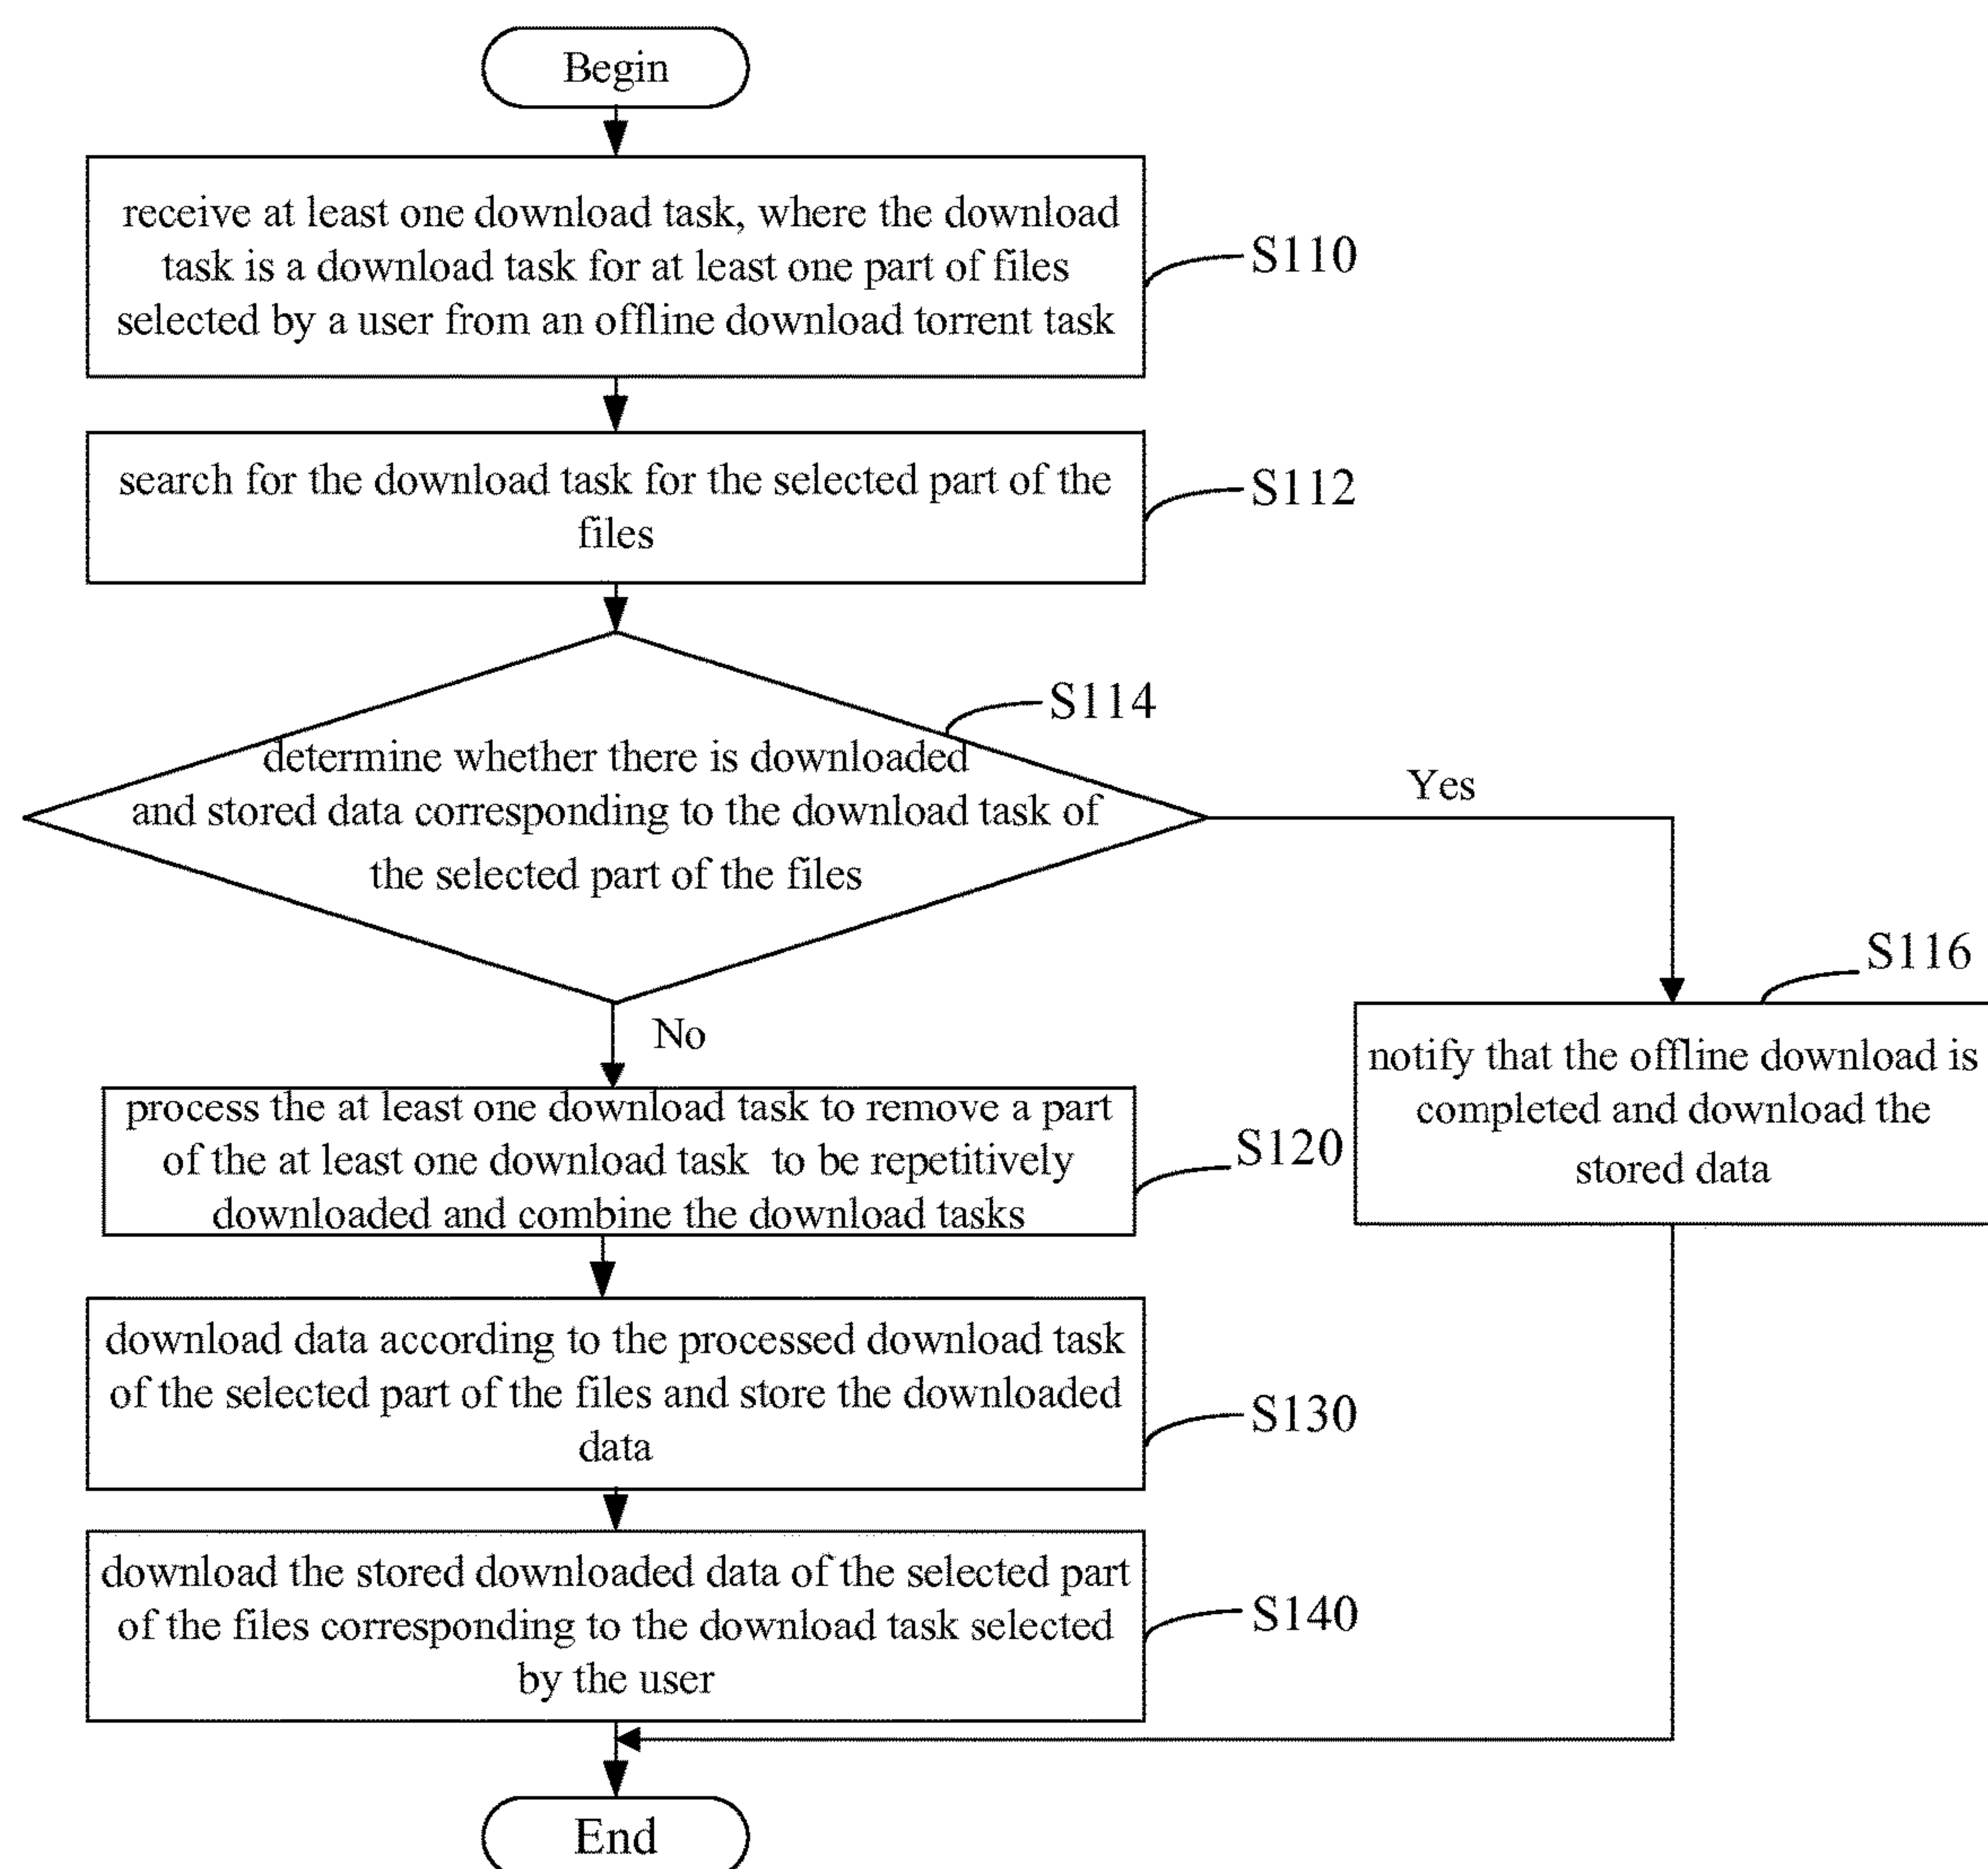 Begin
receive at least one download task, where the download
task is a download task for at least one part of files
selected by a user from an offline download torrent task
S110
search for the download task for the selected part of the
files
S112
S114
determine whether there is downloaded
and stored data corresponding to the download task of
the selected part of the files
Yes
No
S116
notify that the offline download is
completed and download the
stored data
process the at least one download task to remove a part
of the at least one download task to be repetitively
downloaded and combine the download tasks
S120
download data according to the processed download task
of the selected part of the files and store the downloaded
data
S130
download the stored downloaded data of the selected part
of the files corresponding to the download task selected
by the user
S140
End